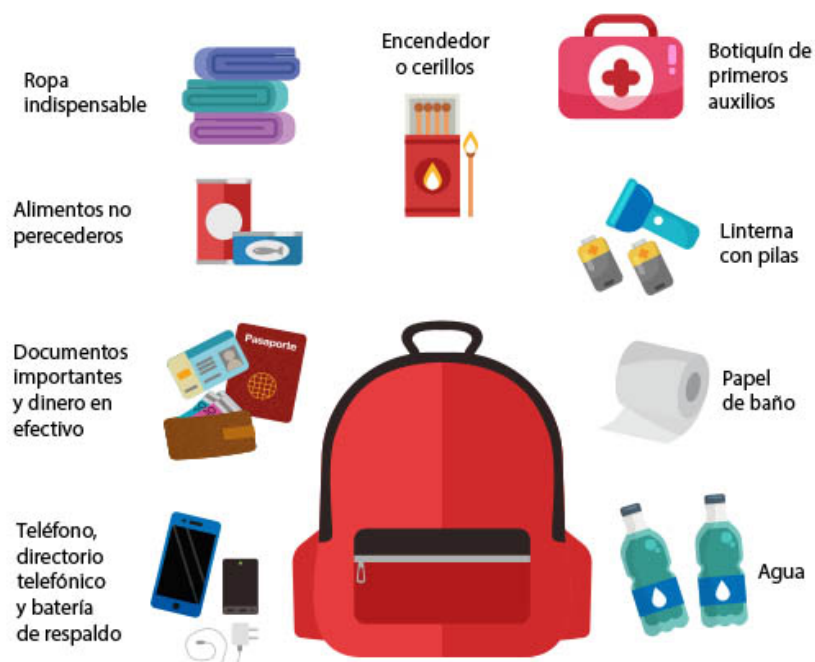 Encendedor
o cerillos
Botiquín de
primeros
auxilios
Ropa
indispensable
Alimentos no
perecederos
Linterna
con pilas
Documentos
importantes
y dinero en
efectivo
Pasaporte
Papel
de baño
Teléfono,
directorio
telefónico
y batería
de respaldo
Agua